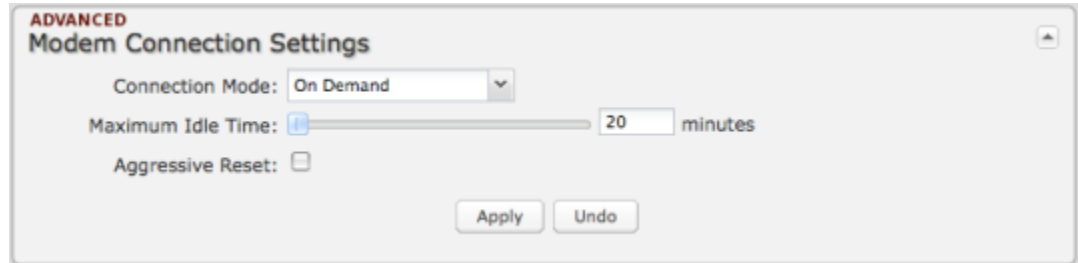 ADVANCED
Modem Connection Settings
Connection Mode: On Demand
Maximum Idle Time: 20 minutes
Aggressive Reset:
Apply Undo